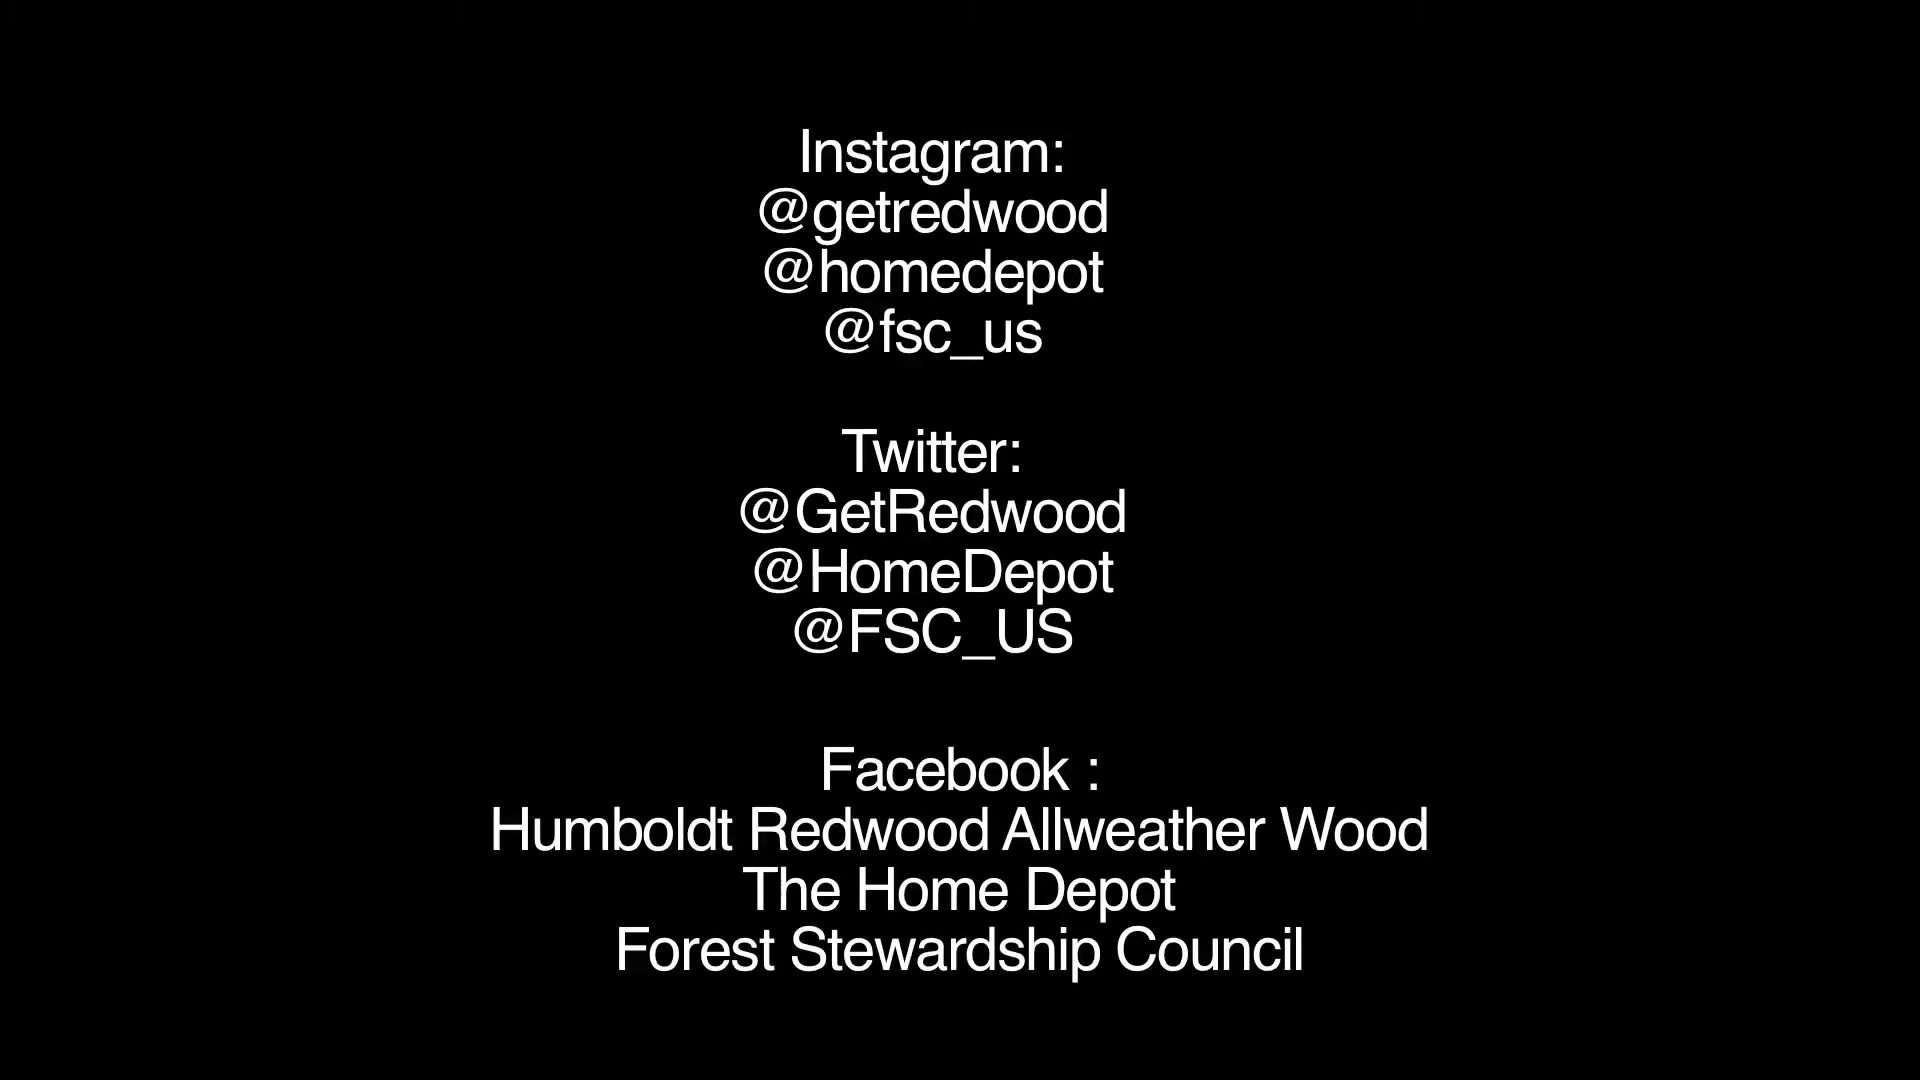 Instagram:
@getredwood
@homedepot
@fsc_us
Twitter:
@GetRedwood
@HomeDepot
@FSC_US
Facebook :
Humboldt Redwood Allweather Wood
The Home Depot
Forest Stewardship Council